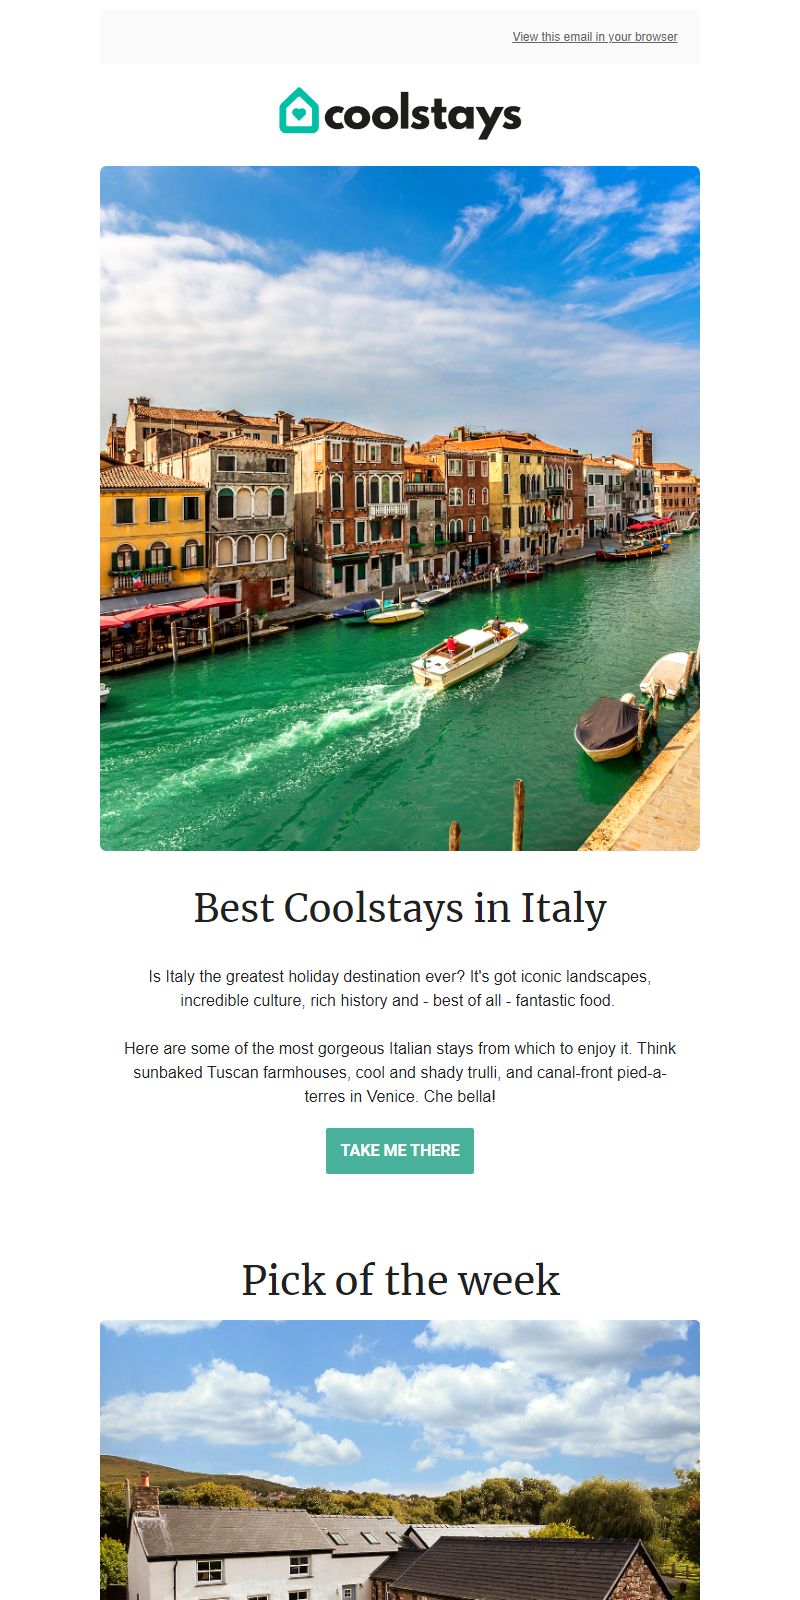 View this email in your browser
coolstays
Best Coolstays in Italy
Is Italy the greatest holiday destination ever? It's got iconic landscapes,
incredible culture, rich history and - best of all - fantastic food.
Here are some of the most gorgeous Italian stays from which to enjoy it. Think
sunbaked Tuscan farmhouses, cool and shady trulli, and canal-front pied-a-
terres in Venice. Che bella!
TAKE ME THERE
Pick of the week